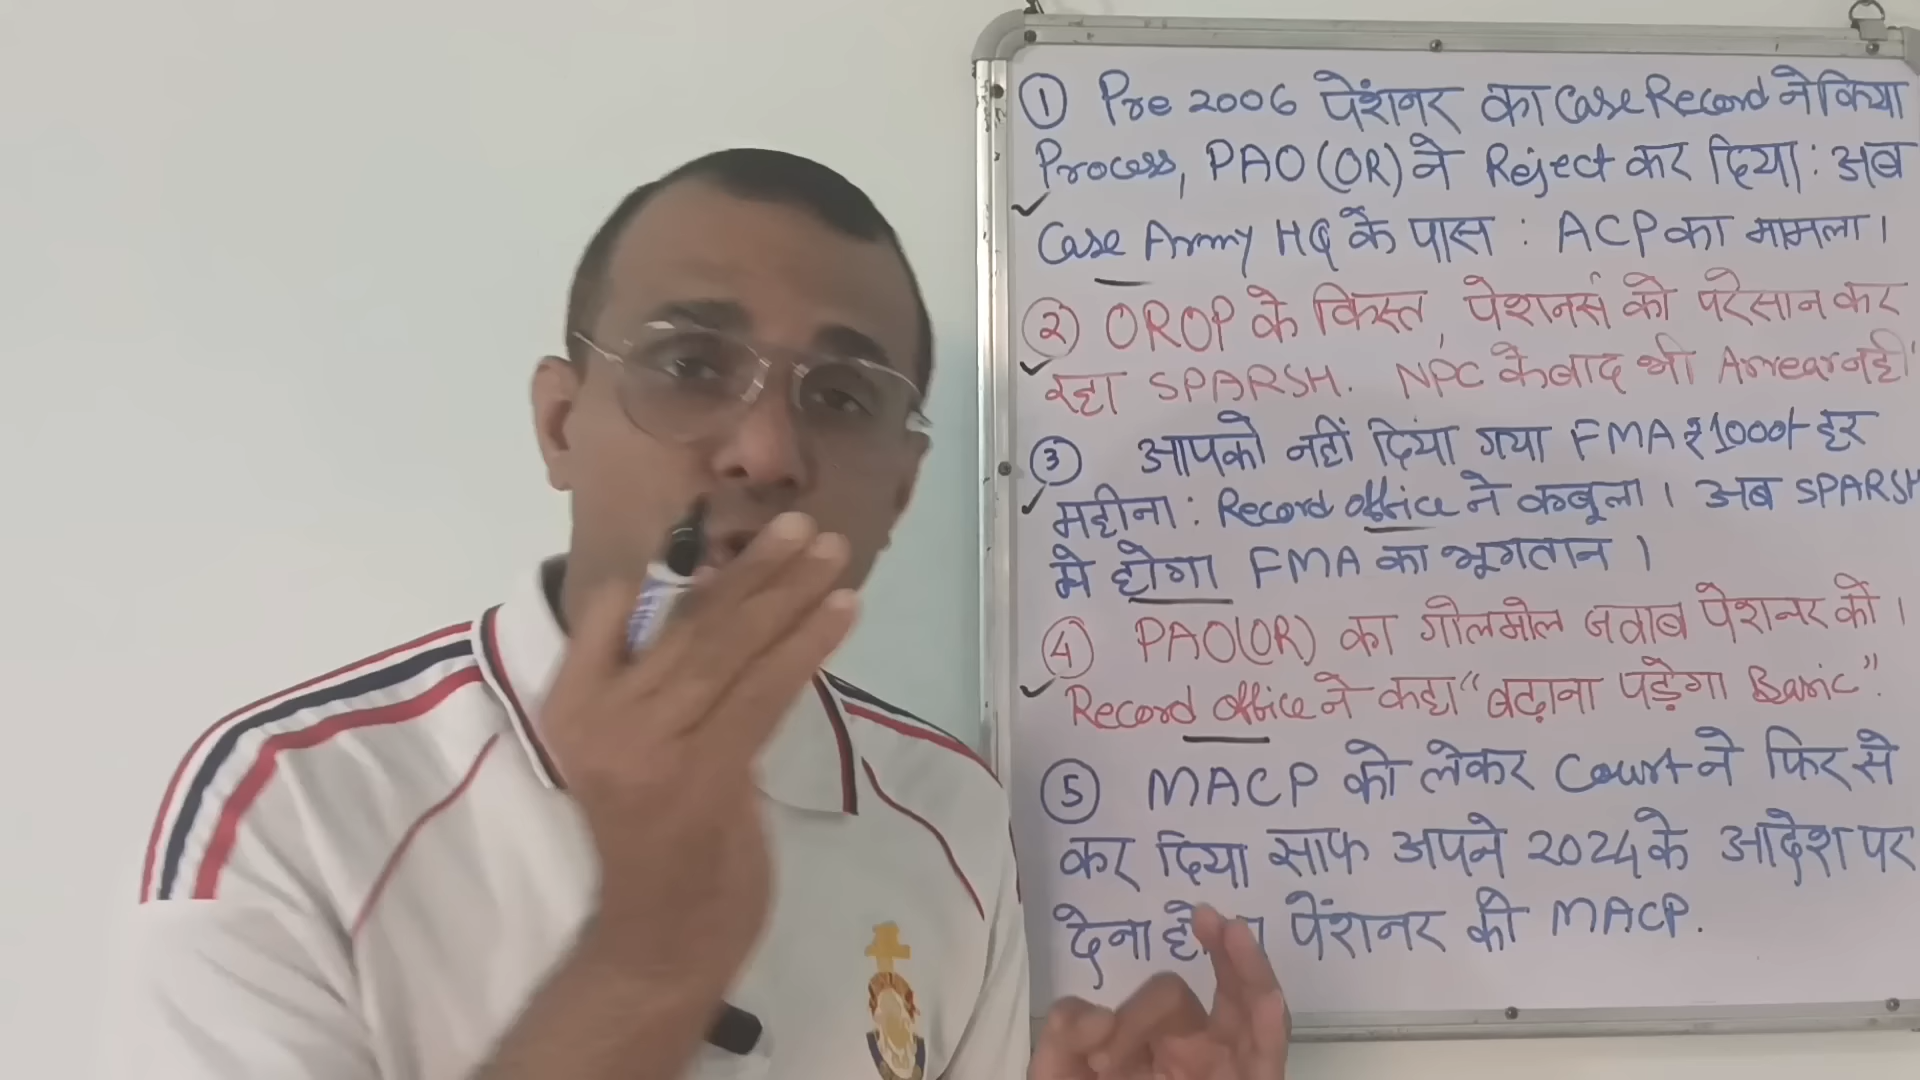 ① Pre 2006 पेंशनर का Case Record ने किया
Process, PAO (OR) ने Reject कर दिया: अब
Case Army HQ के पास : ACP का मामला।
② OROP के किस्त, पेशनर्स को परेसान कर
रहा SPARSH. NPC के बाद भी Arrear नहीं
③ आपको नहीं दिया गया FMA ₹1000/- हर
महीना: Record office ने कबूला। अब SPARSH
मे होगा FMA का भूगतान।
④ PAO(OR) का गोलमोल जवाब पेशनर को।
Record office ने कहा "बढ़ाना पड़ेगा Basic".
⑤ MACP को लेकर Court ने फिर से
कर दिया साफ अपने 2024 के आदेश पर
देना पेंशनर को MACP.